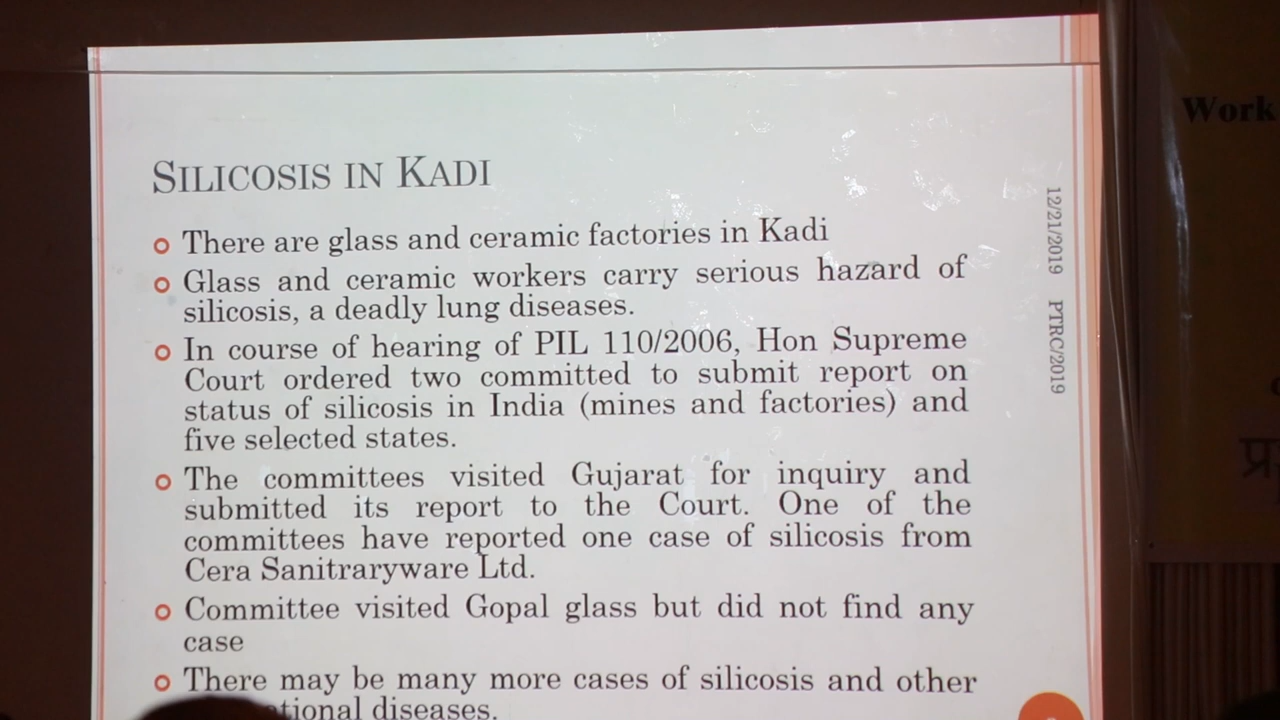 SILICOSIS IN KADI
There are glass and ceramic factories in Kadi
Glass and ceramic workers carry serious hazard of
silicosis, a deadly lung diseases.
In course of hearing of PIL 110/2006, Hon Supreme
Court ordered two committed to submit report on
status of silicosis in India (mines and factories) and
five selected states.
The committees visited Gujarat for inquiry and
submitted its report to the Court. One of the
committees have reported one case of silicosis from
Cera Sanitraryware Ltd.
Committee visited Gopal glass but did not find any
case
There may be many more cases of silicosis and other
diseases.
12/21/2019 PTRC/2019
Work